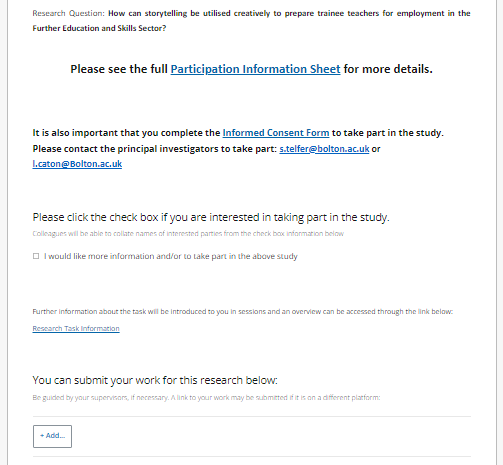 Research Question: How can storytelling be utilised creatively to prepare trainee teachers for employment in the
Further Education and Skills Sector?
Please see the full Participation Information Sheet for more details.
It is also important that you complete the Informed Consent Form to take part in the study.
Please contact the principal investigators to take part: s.telfer@bolton.ac.uk or
l.caton@Bolton.ac.uk
Please click the check box if you are interested in taking part in the study.
Colleagues will be able to collate names of interested parties from the check box information below
I would like more information and/or to take part in the above study
Further information about the task will be introduced to you in sessions and an overview can be accessed through the link below:
Research Task Information
You can submit your work for this research below:
Be guided by your supervisors, if necessary. A link to your work may be submitted if it is on a different platform:
+ Add...